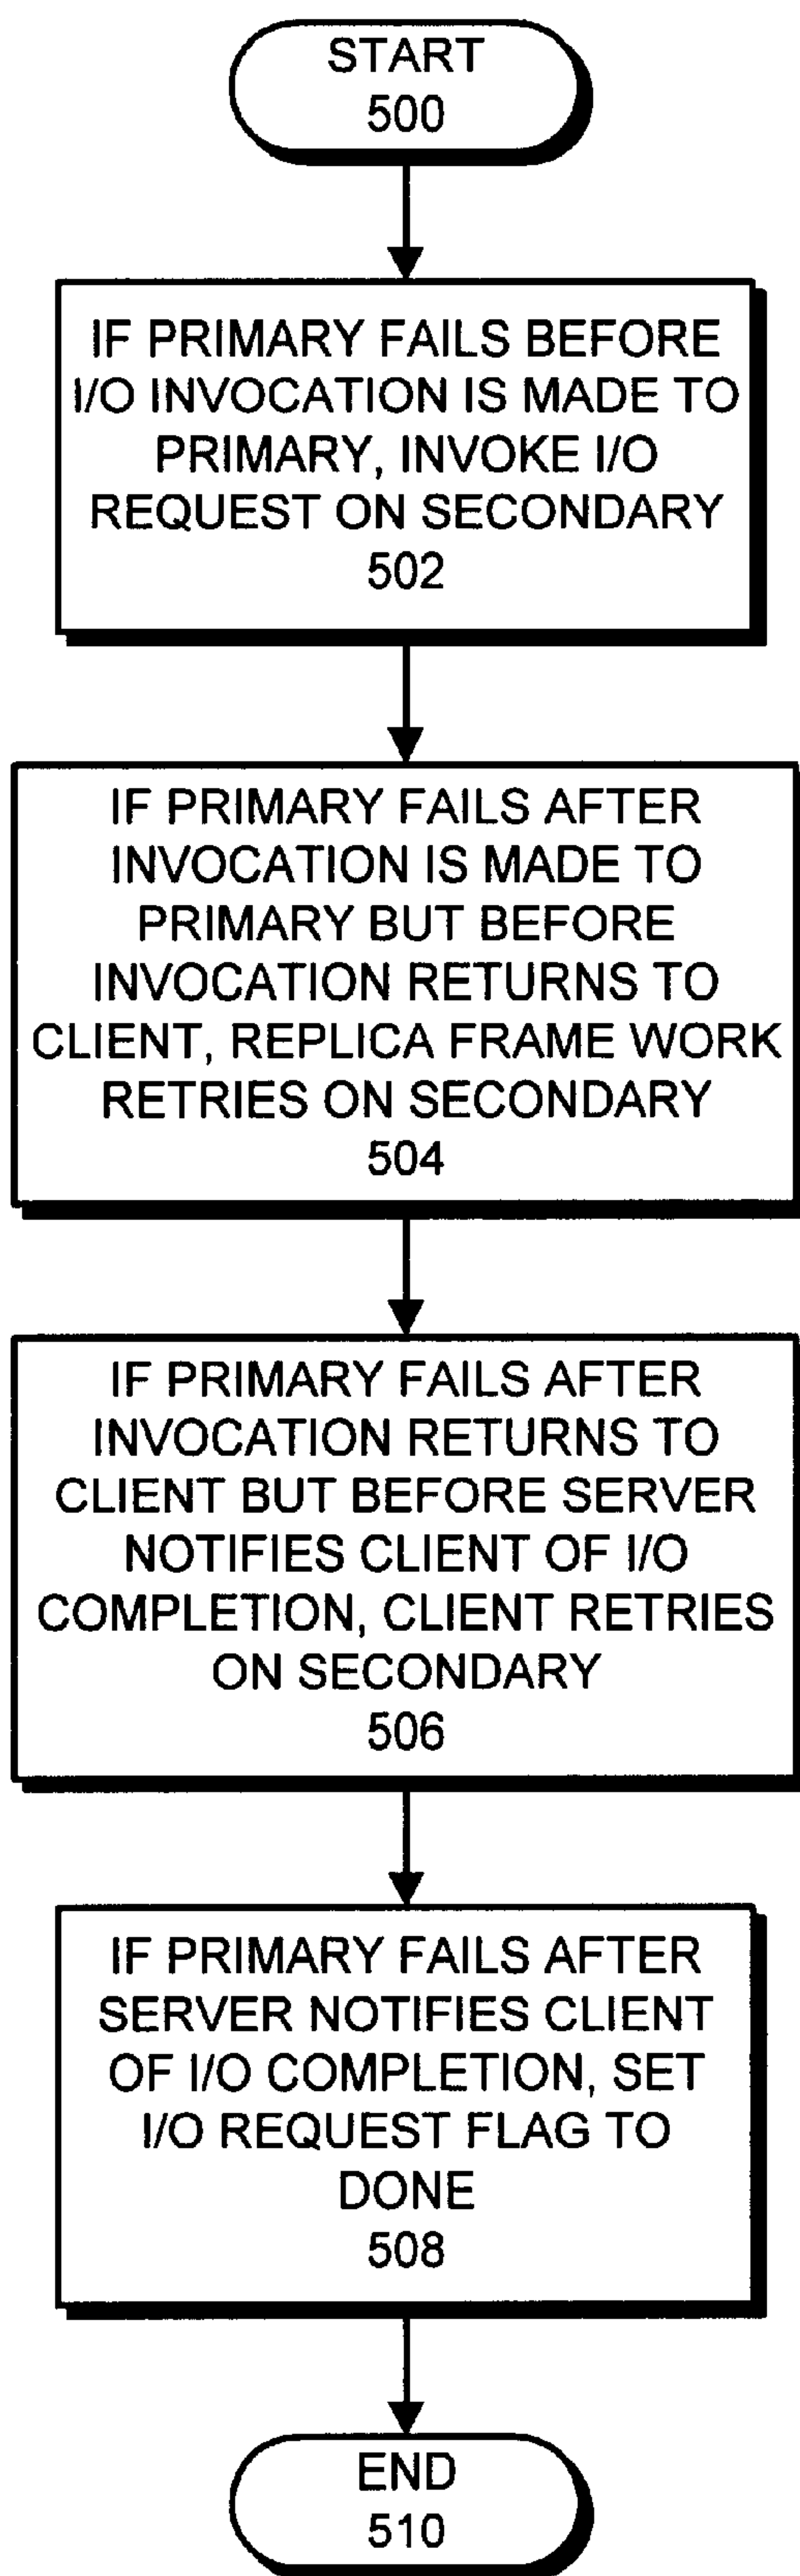 START
500
IF PRIMARY FAILS BEFORE
I/O INVOCATION IS MADE TO
PRIMARY, INVOKE I/O
REQUEST ON SECONDARY
502
IF PRIMARY FAILS AFTER
INVOCATION IS MADE TO
PRIMARY BUT BEFORE
INVOCATION RETURNS TO
CLIENT, REPLICA FRAME WORK
RETRIES ON SECONDARY
504
IF PRIMARY FAILS AFTER
INVOCATION RETURNS TO
CLIENT BUT BEFORE SERVER
NOTIFIES CLIENT OF I/O
COMPLETION, CLIENT RETRIES
ON SECONDARY
506
IF PRIMARY FAILS AFTER
SERVER NOTIFIES CLIENT
OF I/O COMPLETION, SET
I/O REQUEST FLAG TO
DONE
508
END
510